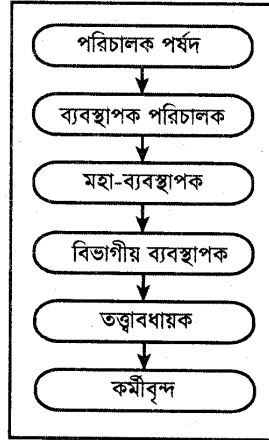 পরিচালক পর্ষদ
ব্যবস্থাপক পরিচালক
মহা-ব্যবস্থাপক
বিভাগীয় ব্যবস্থাপক
তত্ত্বাবধায়ক
কর্মীবৃন্দ